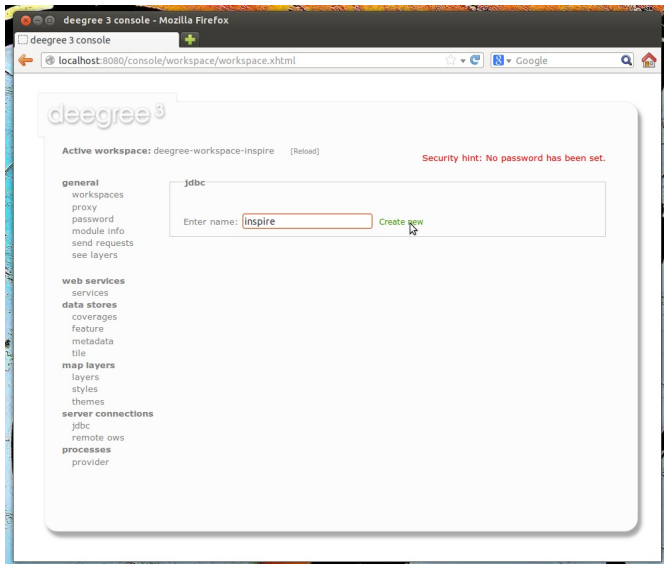 deegree 3 console - Mozilla Firefox
deegree 3 console
localhost:8080/console/workspace/workspace.xhtml
Google
deegree 3
Active workspace: deegree-workspace-inspire [Reload]
Security hint: No password has been set.
general
workspaces
proxy
password
module info
send requests
see layers
web services
services
data stores
coverages
feature
metadata
tile
map layers
layers
styles
themes
server connections
jdbc
remote ows
processes
provider
jdbc
Enter name: inspire Create new